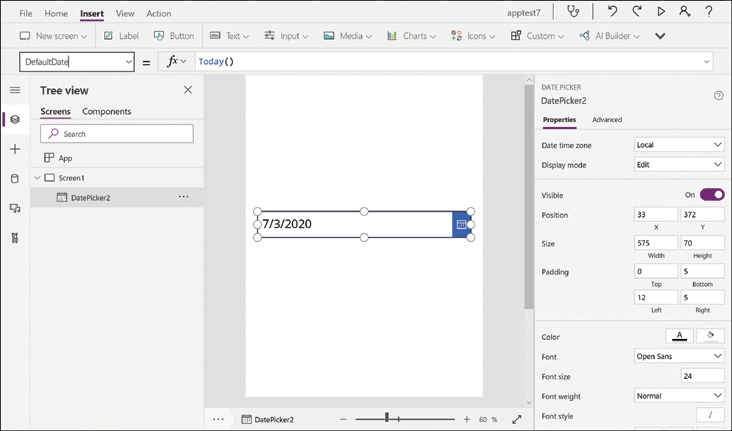 App Home Insert View Action apptest7 ?
New screen Label Button Text Input Media Charts Icons Custom AI Builder
DefaultDate = fx Today()
Tree view
Screens Components
Search
App
Screen1
DatePicker2 ...
7/3/2020
... DatePicker2 − + 60 %
DATE PICKER
DatePicker2 ?
Properties Advanced
Date time zone Local
Display mode Edit
Visible On
Position 33 372
X Y
Size 575 70
Width Height
Padding 0 5
Top Bottom
12 5
Left Right
Color A
Font Open Sans
Font size 24
Font weight Normal
Font style /